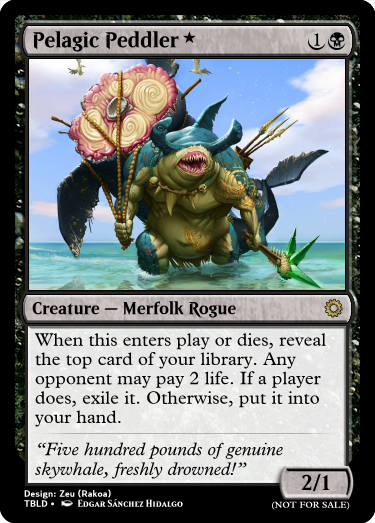 Pelagic Peddler ★ 1
Creature — Merfolk Rogue
When this enters play or dies, reveal
the top card of your library. Any
opponent may pay 2 life. If a player
does, exile it. Otherwise, put it into
your hand.
“Five hundred pounds of genuine
skywhale, freshly drowned!”
2/1
Design: Zeu (Rakoa)
TBLD • Edgar Sánchez Hidalgo
(NOT FOR SALE)